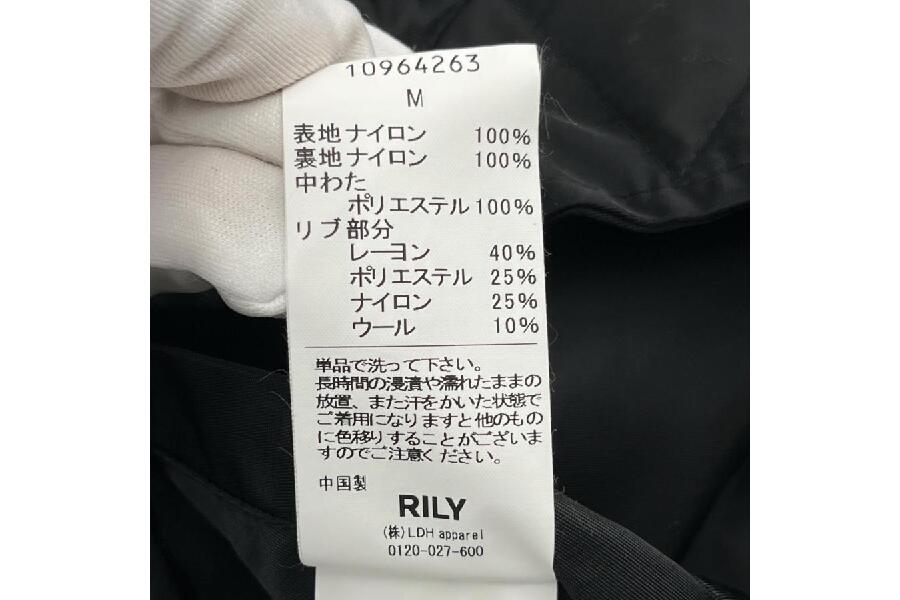 10964263
M
表地 ナイロン 100%
裏地 ナイロン 100%
中わた
ポリエステル 100%
リブ部分
レーヨン 40%
ポリエステル 25%
ナイロン 25%
ウール 10%
単品で洗って下さい。
長時間の浸漬や濡れたままの
放置、また汗をかいた状態で
ご着用になりますと他のもの
に色移りすることがございま
すのでご注意ください。
中国製
RILY
(株)LDH apparel
0120-027-600